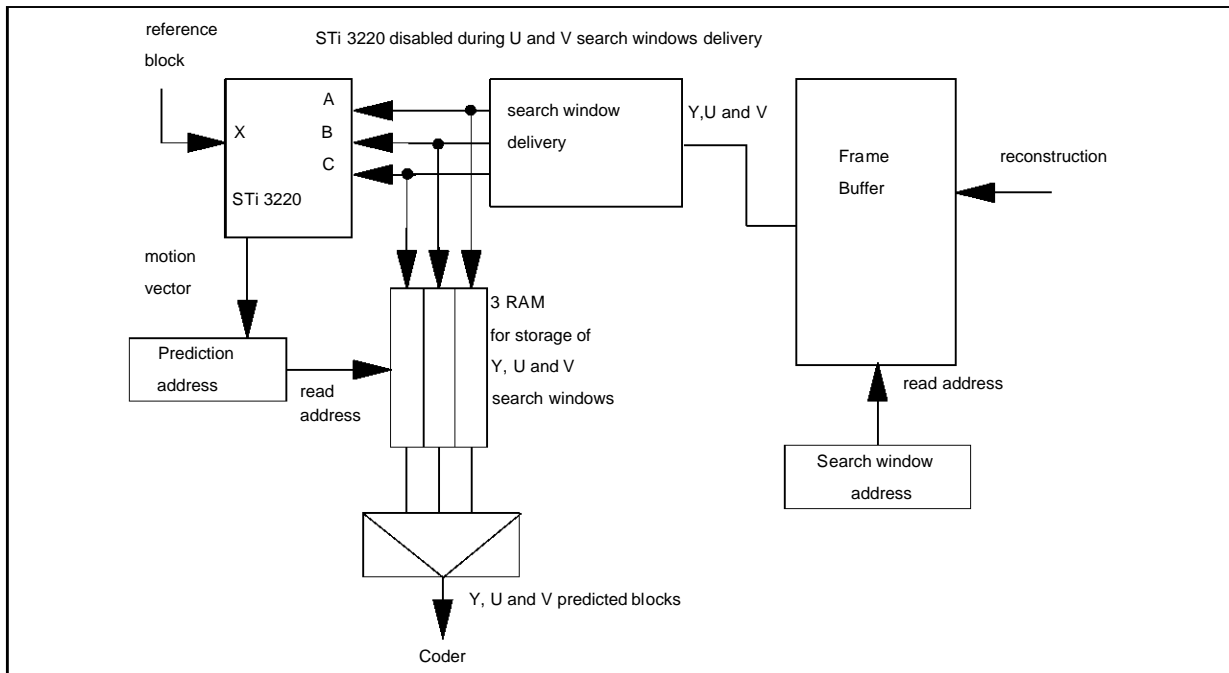 reference
block
STi 3220 disabled during U and V search windows delivery
A
B
C
X
STi 3220
search window
delivery
Y,U and V
Frame
Buffer
reconstruction
motion
vector
Prediction
address
read
address
3 RAM
for storage of
Y, U and V
search windows
read address
Search window
address
Y, U and V predicted blocks
Coder